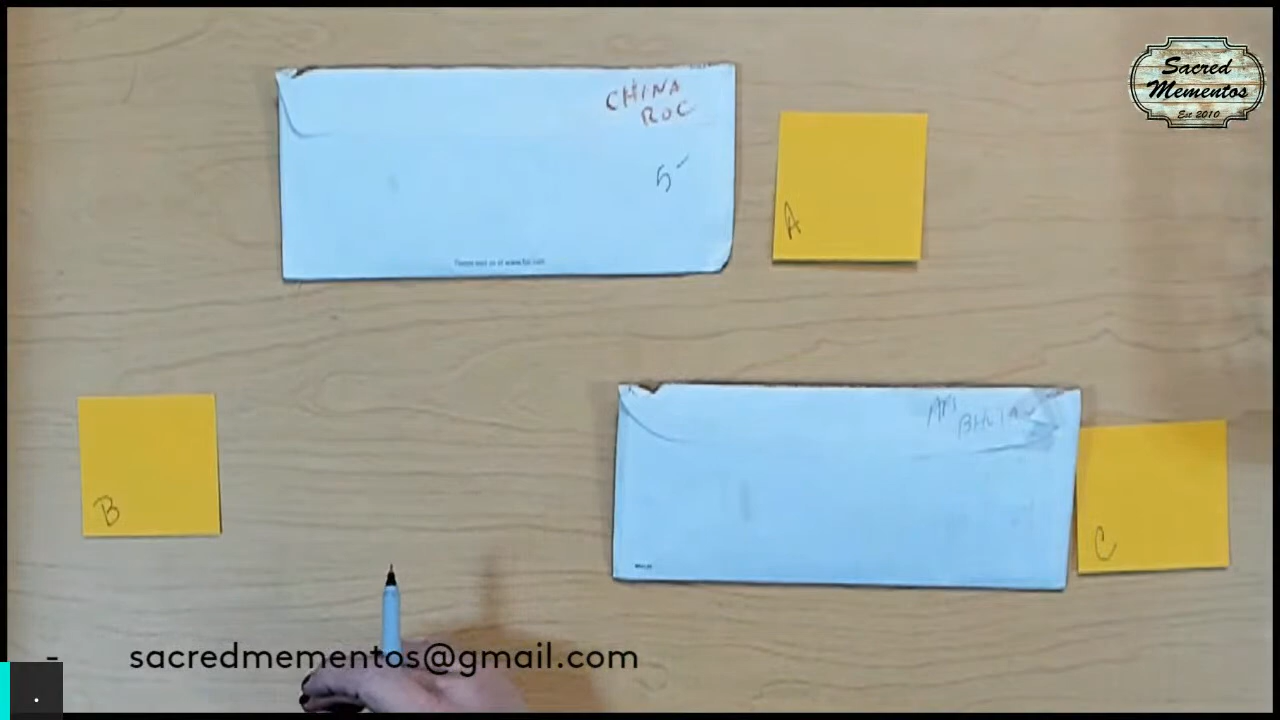 Sacred
Mementos
Est 2010
CHINA
ROC
5-
A
B
C
- sacredmementos@gmail.com
.